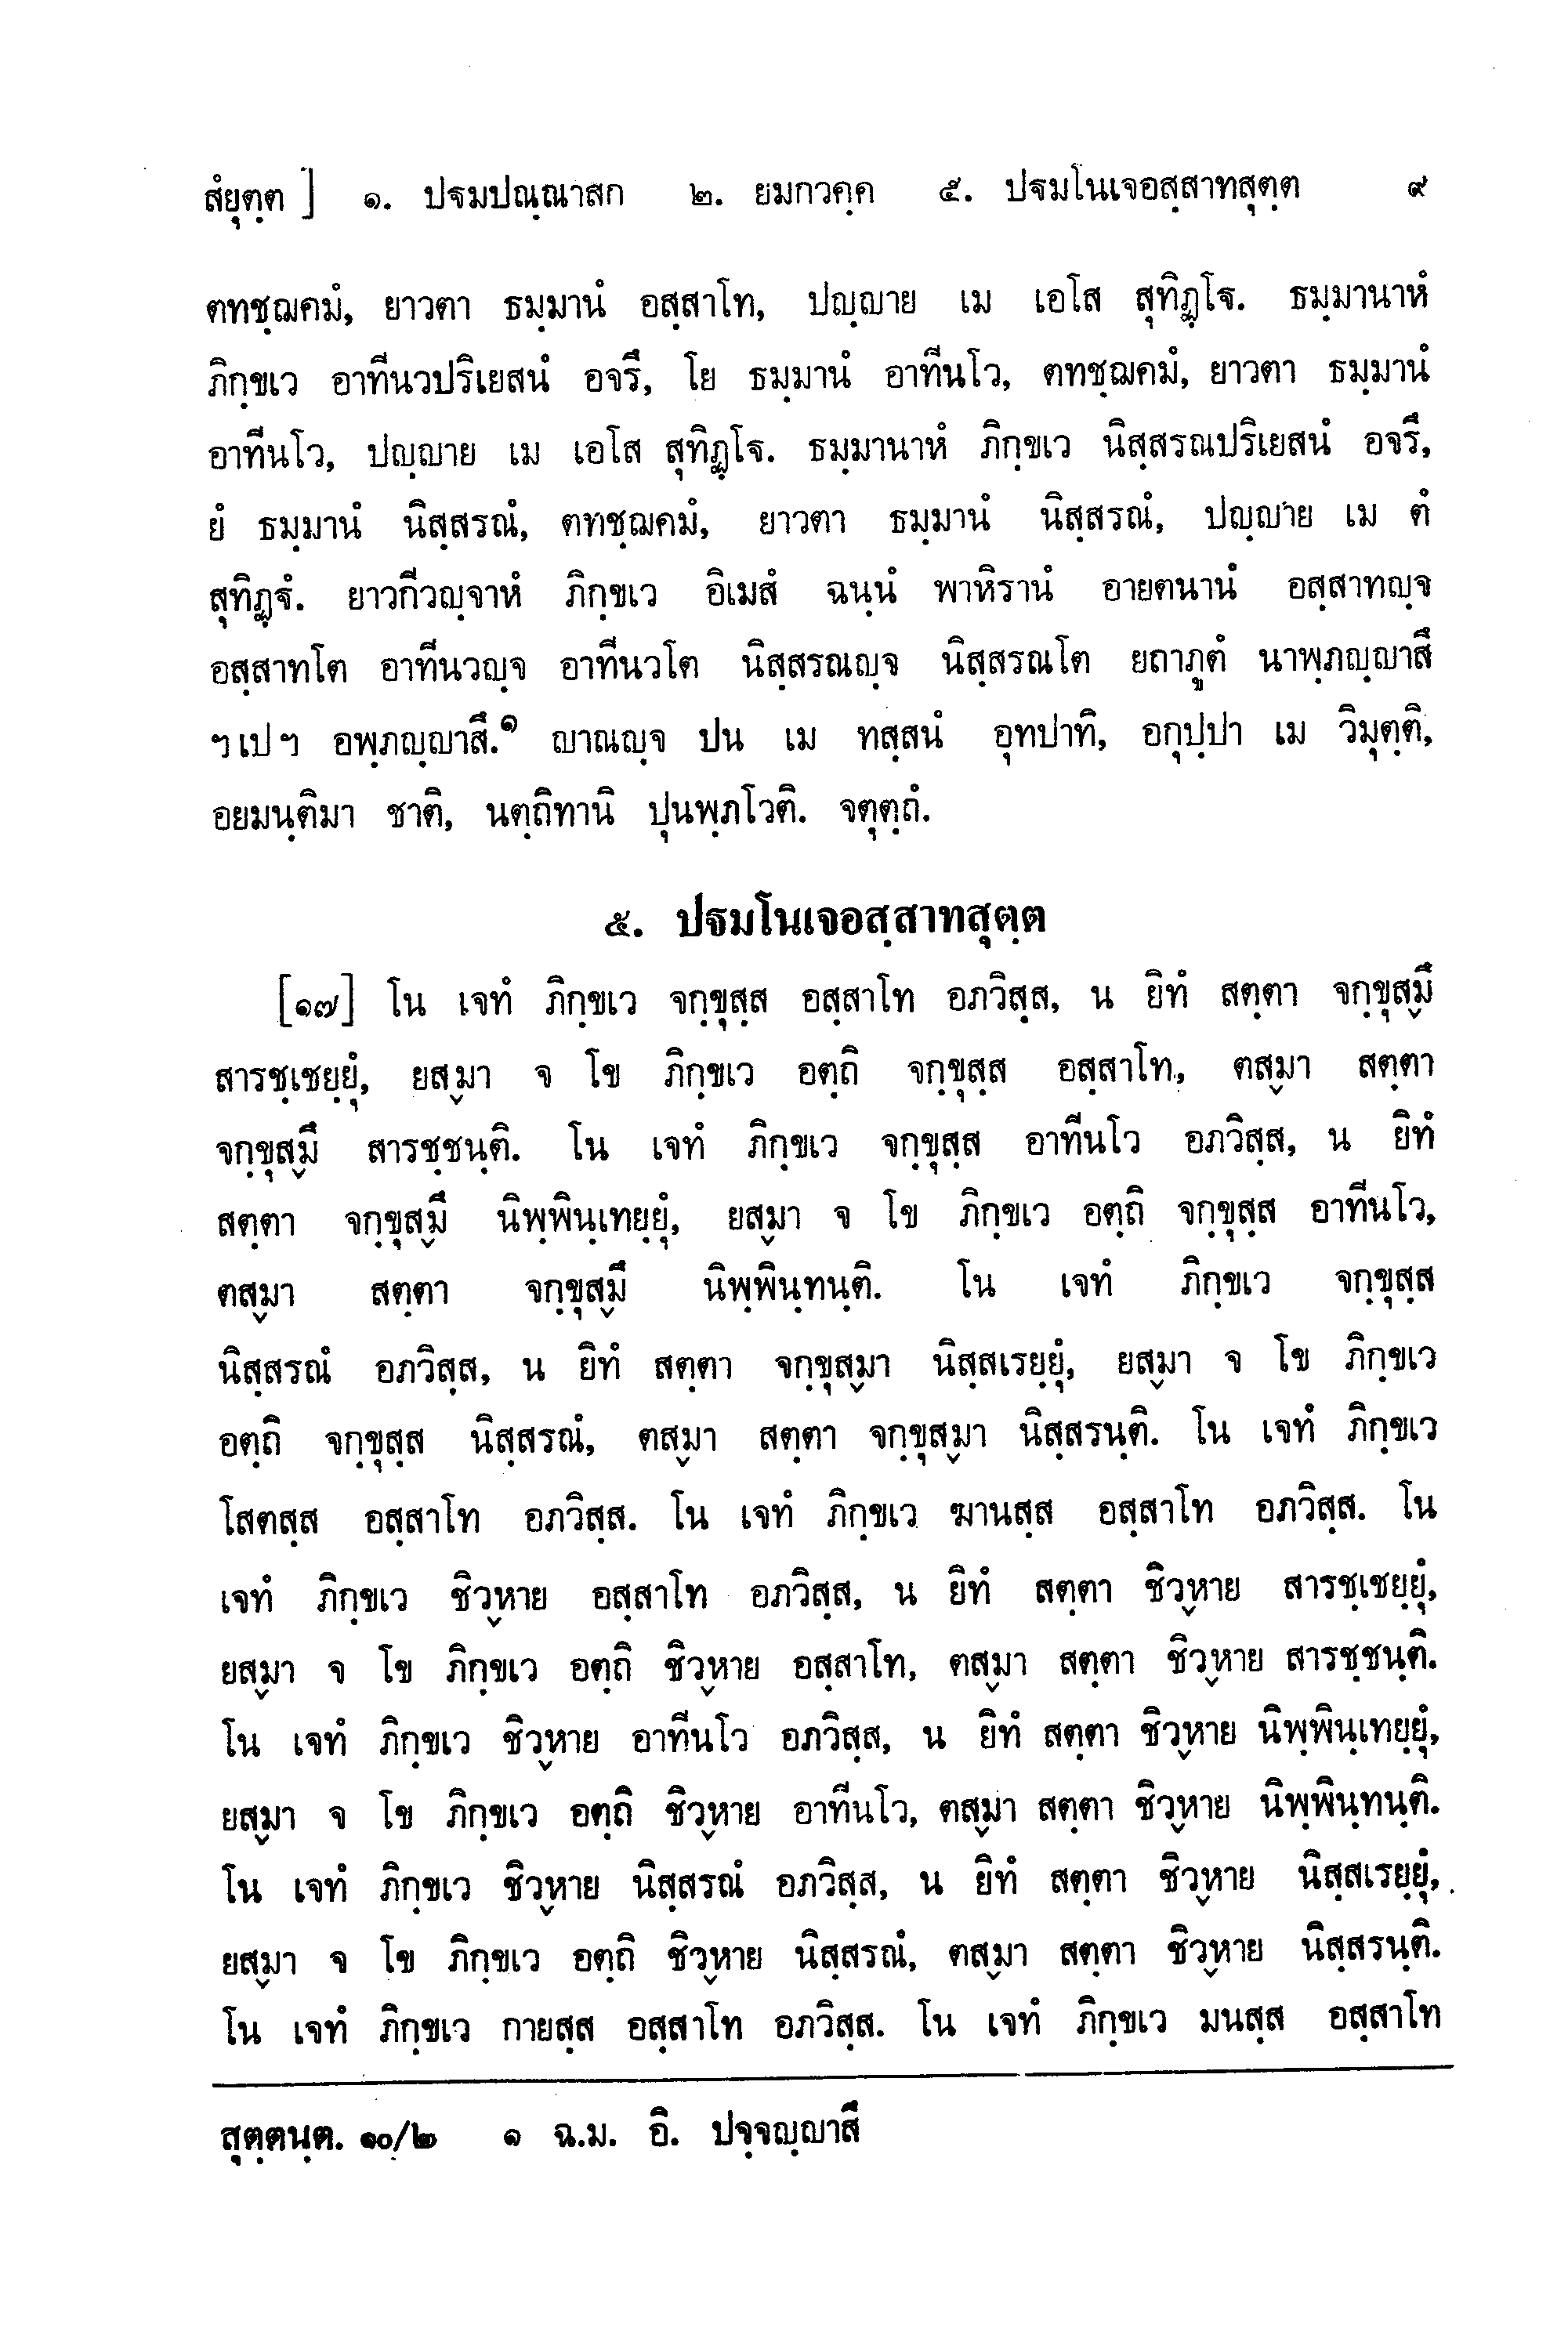 สํยุตฺต ] ๑. ปฐมปณฺณาสก ๒. ยมกวคฺค ๕. ปฐมโนเจอสฺสาทสุตฺต ๙
ตทชฺฌคมํ, ยาวตา ธมฺมานํ อสฺสาโท, ปญฺญาย เม เอโส สุทิฏฺโฐ. ธมฺมานาหํ
ภิกฺขเว อาทีนวปริเยสนํ อจรึ, โย ธมฺมานํ อาทีนโว, ตทชฺฌคมํ, ยาวตา ธมฺมานํ
อาทีนโว, ปญฺญาย เม เอโส สุทิฏฺโฐ. ธมฺมานาหํ ภิกฺขเว นิสฺสรณปริเยสนํ อจรึ,
ยํ ธมฺมานํ นิสฺสรณํ, ตทชฺฌคมํ, ยาวตา ธมฺมานํ นิสฺสรณํ, ปญฺญาย เม ตํ
สุทิฏฺฐํ. ยาวกีวญฺจาหํ ภิกฺขเว อิเมสํ ฉนฺนํ พาหิรานํ อายตนานํ อสฺสาทญฺจ
อสฺสาทโต อาทีนวญฺจ อาทีนวโต นิสฺสรณญฺจ นิสฺสรณโต ยถาภูตํ นาพฺภญฺญาสึ
ฯเปฯ อพฺภญฺญาสึ.๑ ญาณญฺจ ปน เม ทสฺสนํ อุทปาทิ, อกุปฺปา เม วิมุตฺติ,
อยมนฺติมา ชาติ, นตฺถิทานิ ปุนพฺภโวติ. จตุตฺถํ.
๕. ปฐมโนเจอสฺสาทสุตฺต
[๑๗] โน เจทํ ภิกฺขเว จกฺขุสฺส อสฺสาโท อภวิสฺส, น ยิทํ สตฺตา จกฺขุสฺมึ
สารชฺเชยฺยุํ, ยสฺมา จ โข ภิกฺขเว อตฺถิ จกฺขุสฺส อสฺสาโท, ตสฺมา สตฺตา
จกฺขุสฺมึ สารชฺชนฺติ. โน เจทํ ภิกฺขเว จกฺขุสฺส อาทีนโว อภวิสฺส, น ยิทํ
สตฺตา จกฺขุสฺมึ นิพฺพินฺเทยฺยุํ, ยสฺมา จ โข ภิกฺขเว อตฺถิ จกฺขุสฺส อาทีนโว,
ตสฺมา สตฺตา จกฺขุสฺมึ นิพฺพินฺทนฺติ. โน เจทํ ภิกฺขเว จกฺขุสฺส
นิสฺสรณํ อภวิสฺส, น ยิทํ สตฺตา จกฺขุสฺมา นิสฺสเรยฺยุํ, ยสฺมา จ โข ภิกฺขเว
อตฺถิ จกฺขุสฺส นิสฺสรณํ, ตสฺมา สตฺตา จกฺขุสฺมา นิสฺสรนฺติ. โน เจทํ ภิกฺขเว
โสตสฺส อสฺสาโท อภวิสฺส. โน เจทํ ภิกฺขเว ฆานสฺส อสฺสาโท อภวิสฺส. โน
เจทํ ภิกฺขเว ชิวฺหาย อสฺสาโท อภวิสฺส, น ยิทํ สตฺตา ชิวฺหาย สารชฺเชยฺยุํ,
ยสฺมา จ โข ภิกฺขเว อตฺถิ ชิวฺหาย อสฺสาโท, ตสฺมา สตฺตา ชิวฺหาย สารชฺชนฺติ.
โน เจทํ ภิกฺขเว ชิวฺหาย อาทีนโว อภวิสฺส, น ยิทํ สตฺตา ชิวฺหาย นิพฺพินฺเทยฺยุํ,
ยสฺมา จ โข ภิกฺขเว อตฺถิ ชิวฺหาย อาทีนโว, ตสฺมา สตฺตา ชิวฺหาย นิพฺพินฺทนฺติ.
โน เจทํ ภิกฺขเว ชิวฺหาย นิสฺสรณํ อภวิสฺส, น ยิทํ สตฺตา ชิวฺหาย นิสฺสเรยฺยุํ,
ยสฺมา จ โข ภิกฺขเว อตฺถิ ชิวฺหาย นิสฺสรณํ, ตสฺมา สตฺตา ชิวฺหาย นิสฺสรนฺติ.
โน เจทํ ภิกฺขเว กายสฺส อสฺสาโท อภวิสฺส. โน เจทํ ภิกฺขเว มนสฺส อสฺสาโท
สุตฺตนฺต. ๑๐/๒ ๑ ฉ.ม. อิ. ปจฺจญฺญาสึ